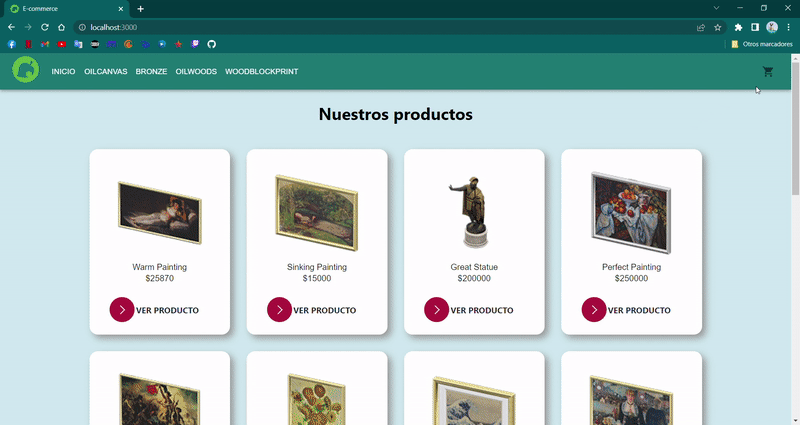 E-commerce
localhost:3000
Otros marcadores
INICIO OILCANVAS BRONZE OILWOODS WOODBLOCKPRINT
Nuestros productos
Warm Painting
$25870
VER PRODUCTO
Sinking Painting
$15000
VER PRODUCTO
Great Statue
$200000
VER PRODUCTO
Perfect Painting
$250000
VER PRODUCTO